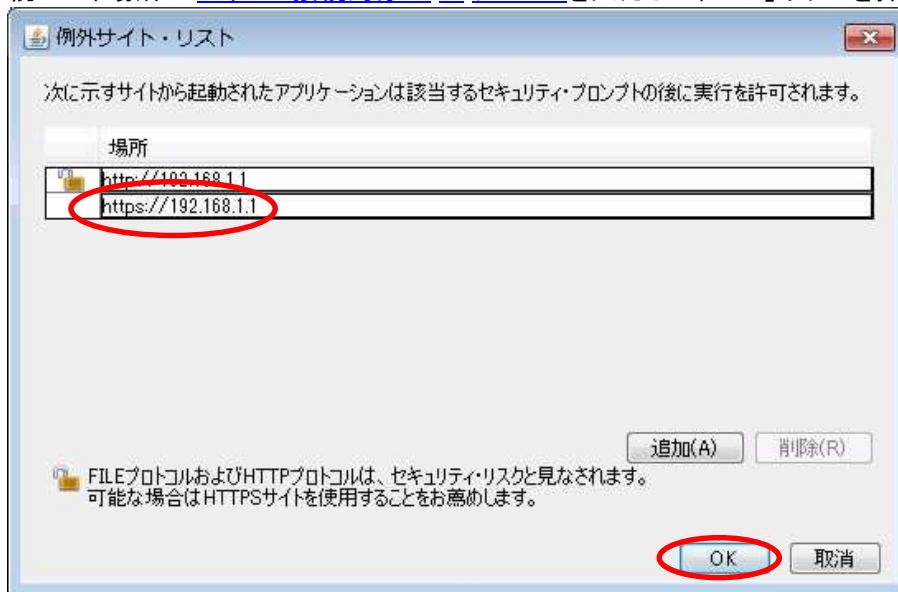 例外サイト・リスト
次に示すサイトから起動されたアプリケーションは該当するセキュリティ・プロンプトの後に実行を許可されます。
場所
http://192.168.1.1
https://192.168.1.1
追加(A) 削除(R)
FILEプロトコルおよびHTTPプロトコルは、セキュリティ・リスクと見なされます。
可能な場合はHTTPSサイトを使用することをお薦めします。
OK 取消